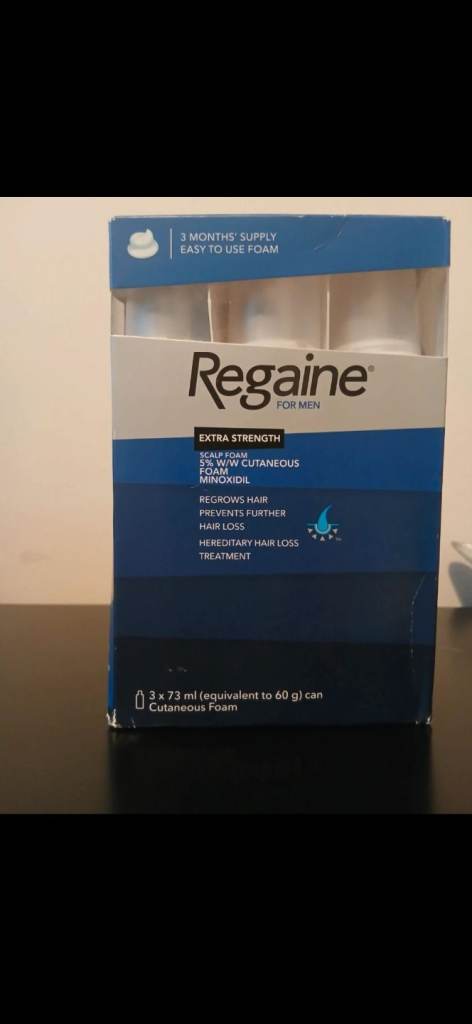 3 MONTHS' SUPPLY
EASY TO USE FOAM
Regaine®
FOR MEN
EXTRA STRENGTH
SCALP FOAM
5% W/W CUTANEOUS
FOAM
MINOXIDIL
REGROWS HAIR
PREVENTS FURTHER
HAIR LOSS
HEREDITARY HAIR LOSS
TREATMENT
3 x 73 ml (equivalent to 60 g) can
Cutaneous Foam